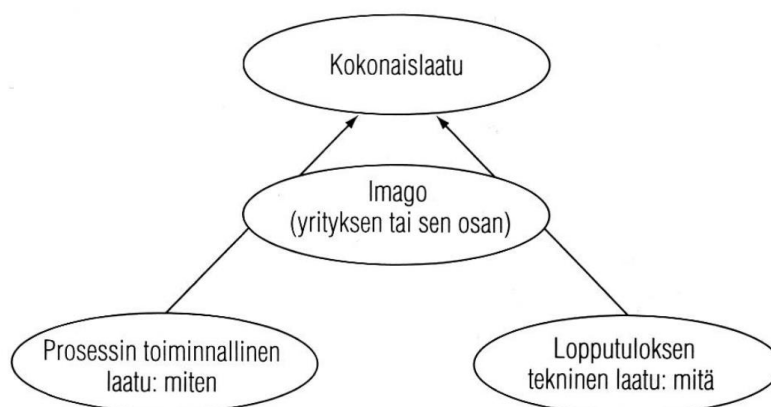 Kokonaislaatu
Imago
(yrityksen tai sen osan)
Prosessin toiminnallinen
laatu: miten
Lopputuloksen
tekninen laatu: mitä